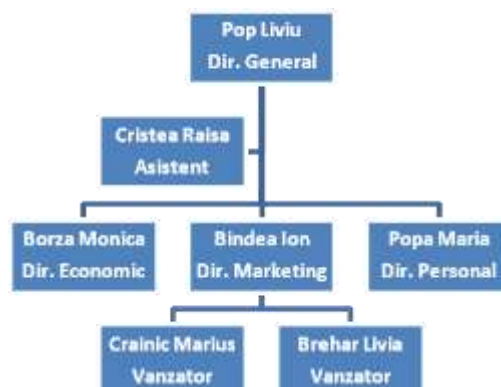 Pop Liviu
Dir. General
Cristea Raisa
Asistent
Borza Monica
Dir. Economic
Bindea Ion
Dir. Marketing
Popa Maria
Dir. Personal
Crainic Marius
Vanzator
Brehar Livia
Vanzator